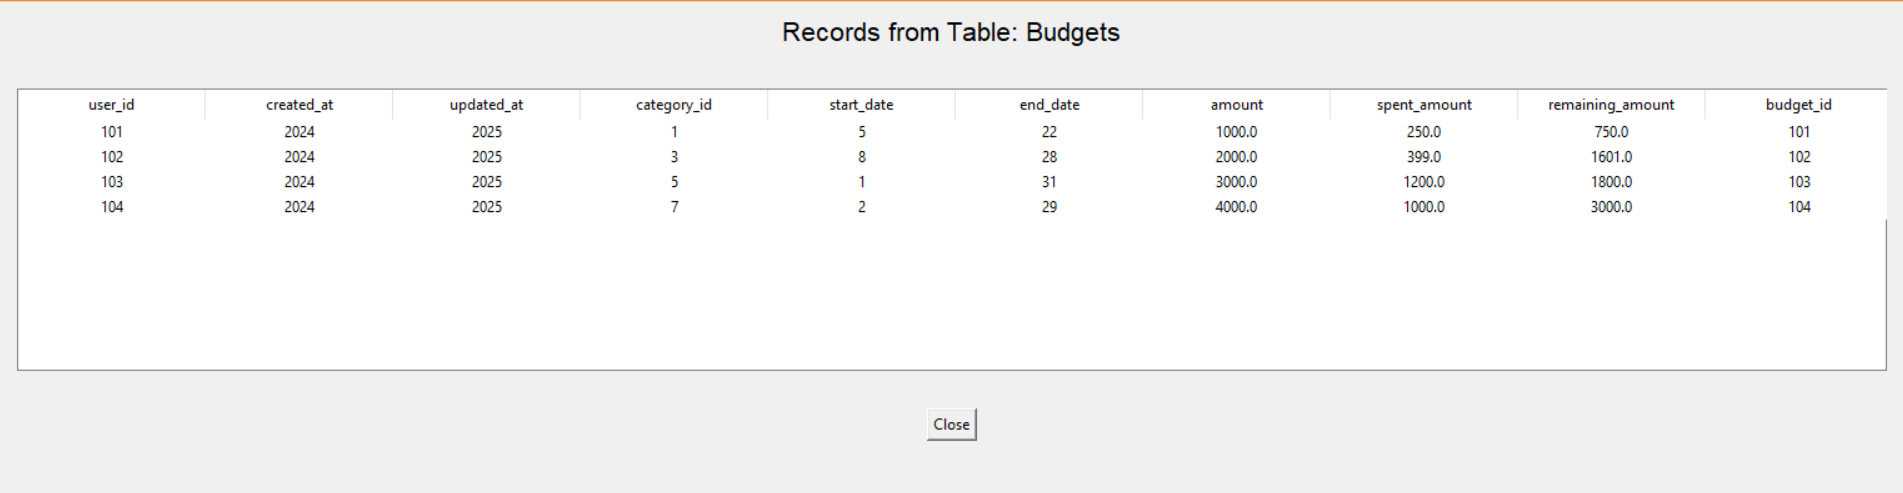 Records from Table: Budgets
user_id created_at updated_at category_id start_date end_date amount spent_amount remaining_amount budget_id
101 2024 2025 1 5 22 1000.0 250.0 750.0 101
102 2024 2025 3 8 28 2000.0 399.0 1601.0 102
103 2024 2025 5 1 31 3000.0 1200.0 1800.0 103
104 2024 2025 7 2 29 4000.0 1000.0 3000.0 104
Close